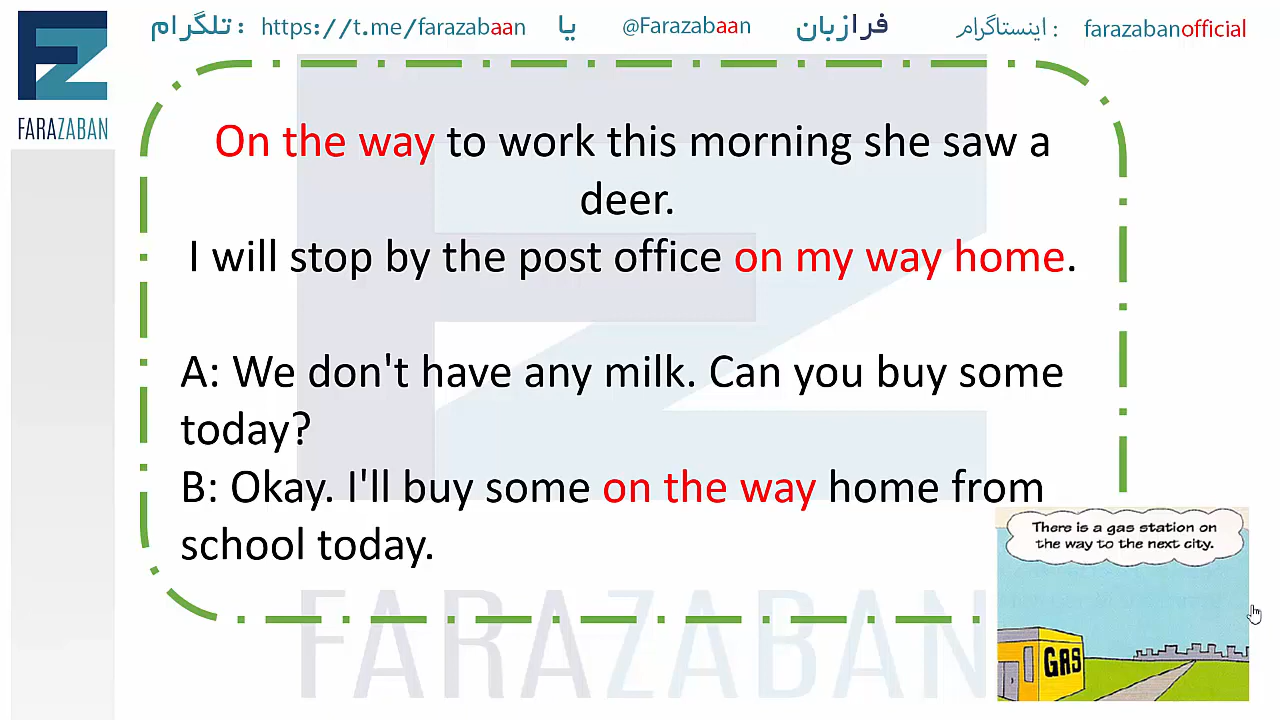 تلگرام : https://t.me/farazabaan یا @Farazabaan فرازبان اینستاگرام : farazabanofficial
FZ
FARAZABAN
On the way to work this morning she saw a
deer.
I will stop by the post office on my way home.
A: We don't have any milk. Can you buy some
today?
B: Okay. I'll buy some on the way home from
school today.
There is a gas station on
the way to the next city.
GAS
FARAZABAN